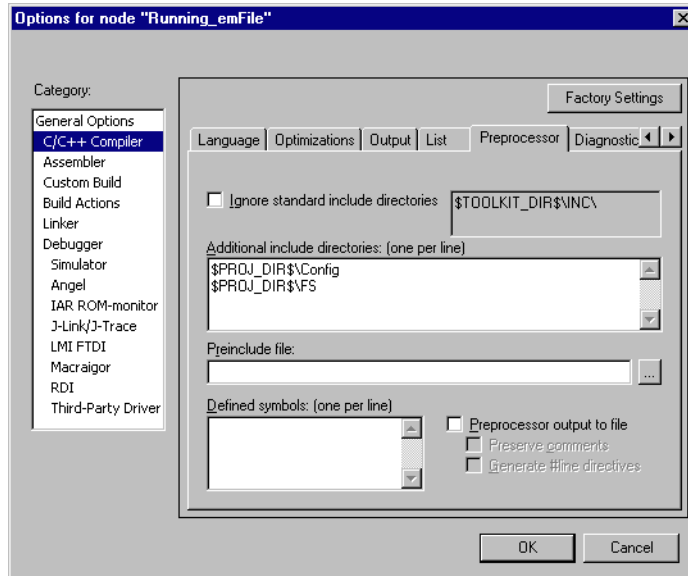 Options for node "Running_emFile"
Category:
General Options
C/C++ Compiler
Assembler
Custom Build
Build Actions
Linker
Debugger
Simulator
Angel
IAR ROM-monitor
J-Link/J-Trace
LMI FTDI
Macraigor
RDI
Third-Party Driver
Factory Settings
Language Optimizations Output List Preprocessor Diagnostic
Ignore standard include directories
$TOOLKIT_DIR$\INC\
Additional include directories: (one per line)
$PROJ_DIR$\Config
$PROJ_DIR$\FS
Preinclude file:
...
Defined symbols: (one per line)
Preprocessor output to file
Preserve comments
Generate #line directives
OK Cancel